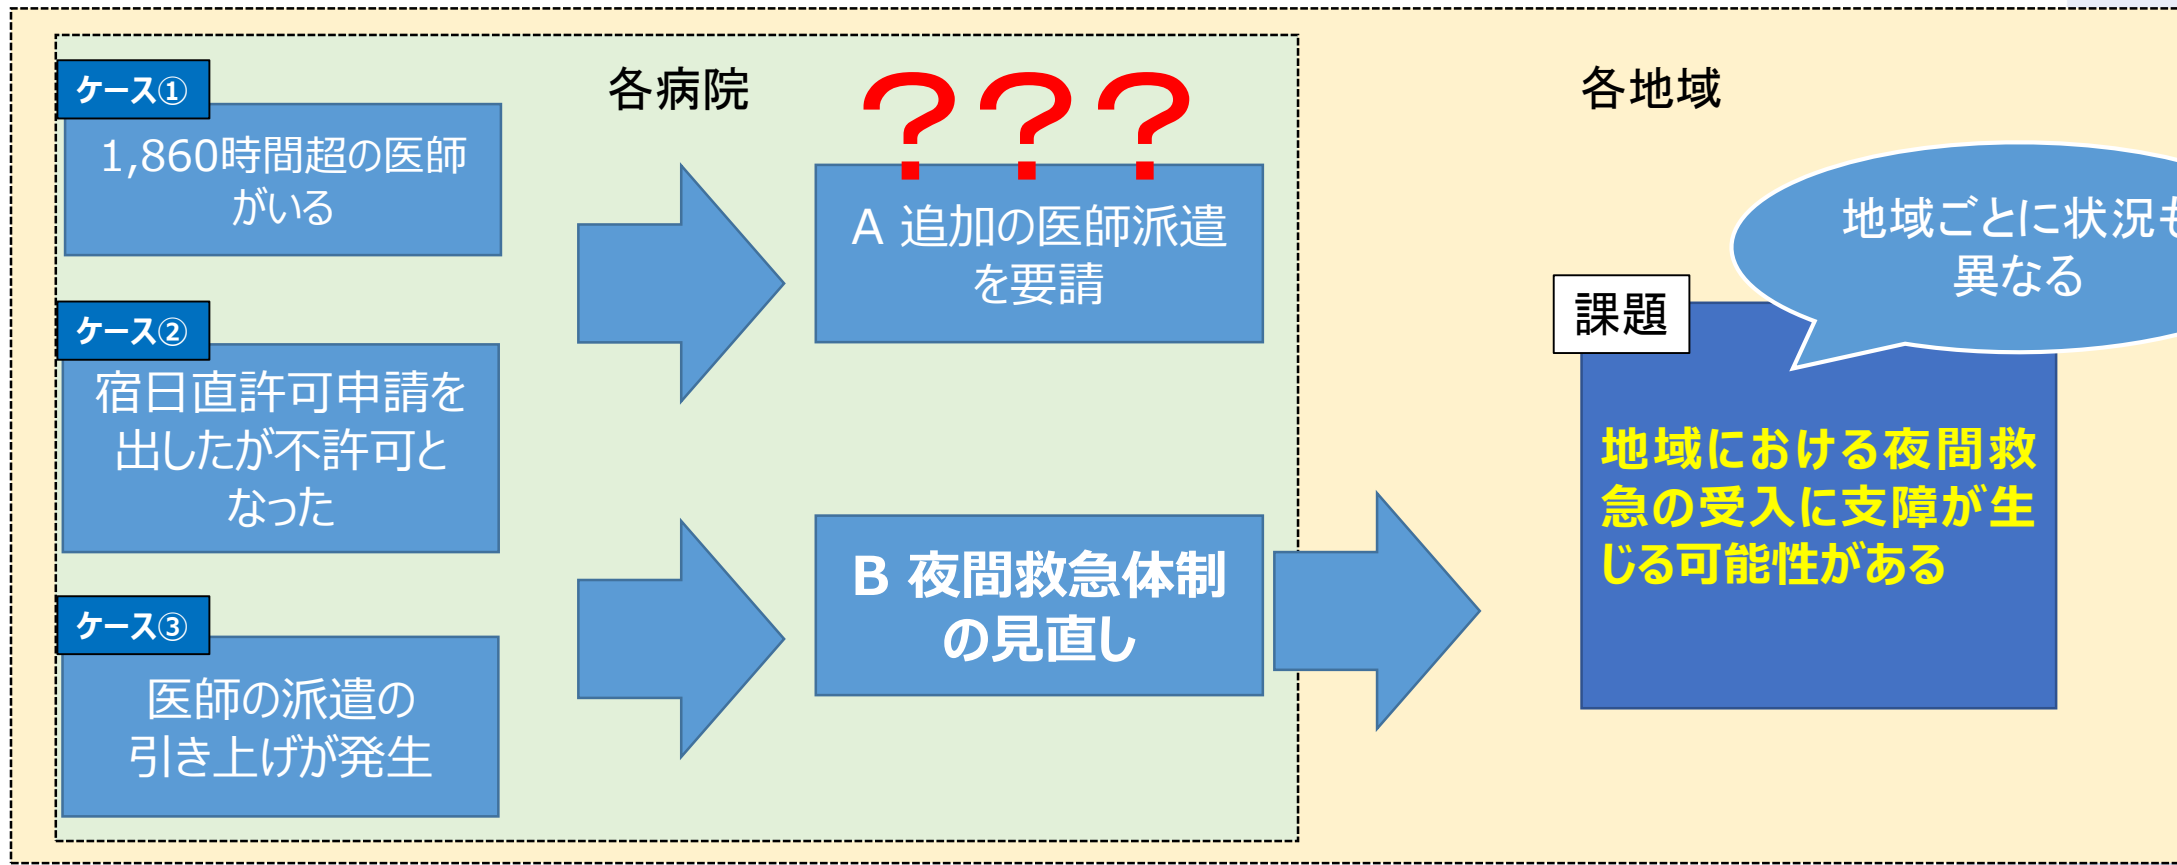 各病院
ケース①
1,860時間超の医師
がいる
ケース②
宿日直許可申請を
出したが不許可と
なった
ケース③
医師の派遣の
引き上げが発生
???
A 追加の医師派遣
を要請
B 夜間救急体制
の見直し
各地域
地域ごとに状況も
異なる
課題
地域における夜間救
急の受入に支障が生
じる可能性がある